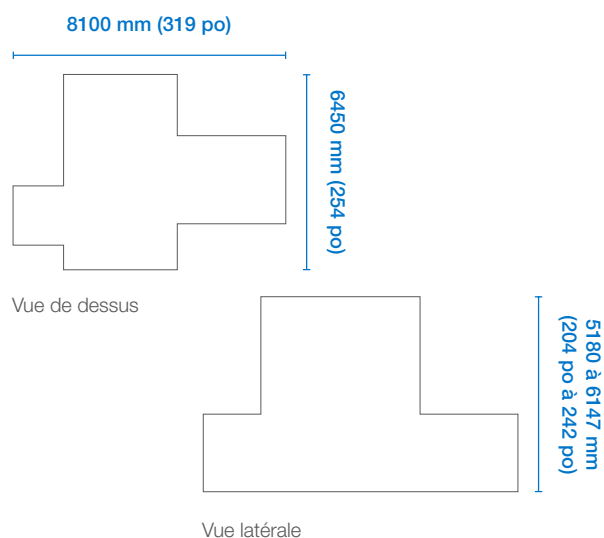 8100 mm (319 po)
6450 mm (254 po)
Vue de dessus
5180 à 6147 mm
(204 po à 242 po)
Vue latérale